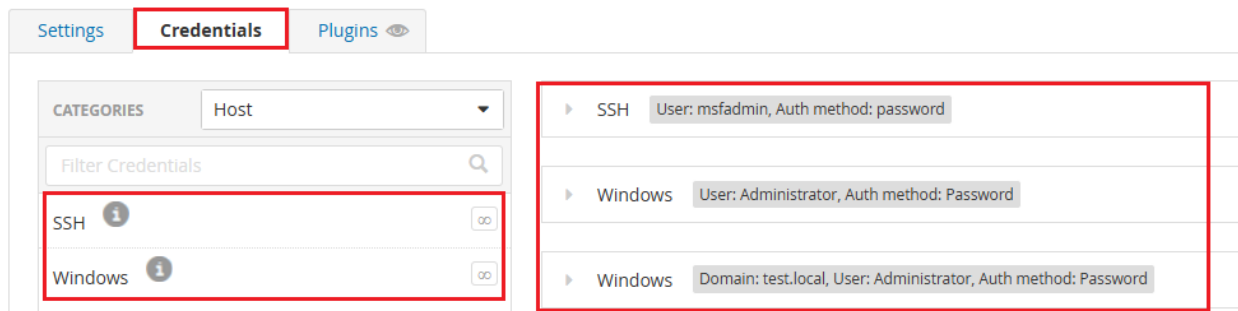 Settings Credentials Plugins
CATEGORIES Host
Filter Credentials
SSH ∞
Windows ∞
SSH User: msfadmin, Auth method: password
Windows User: Administrator, Auth method: Password
Windows Domain: test.local, User: Administrator, Auth method: Password